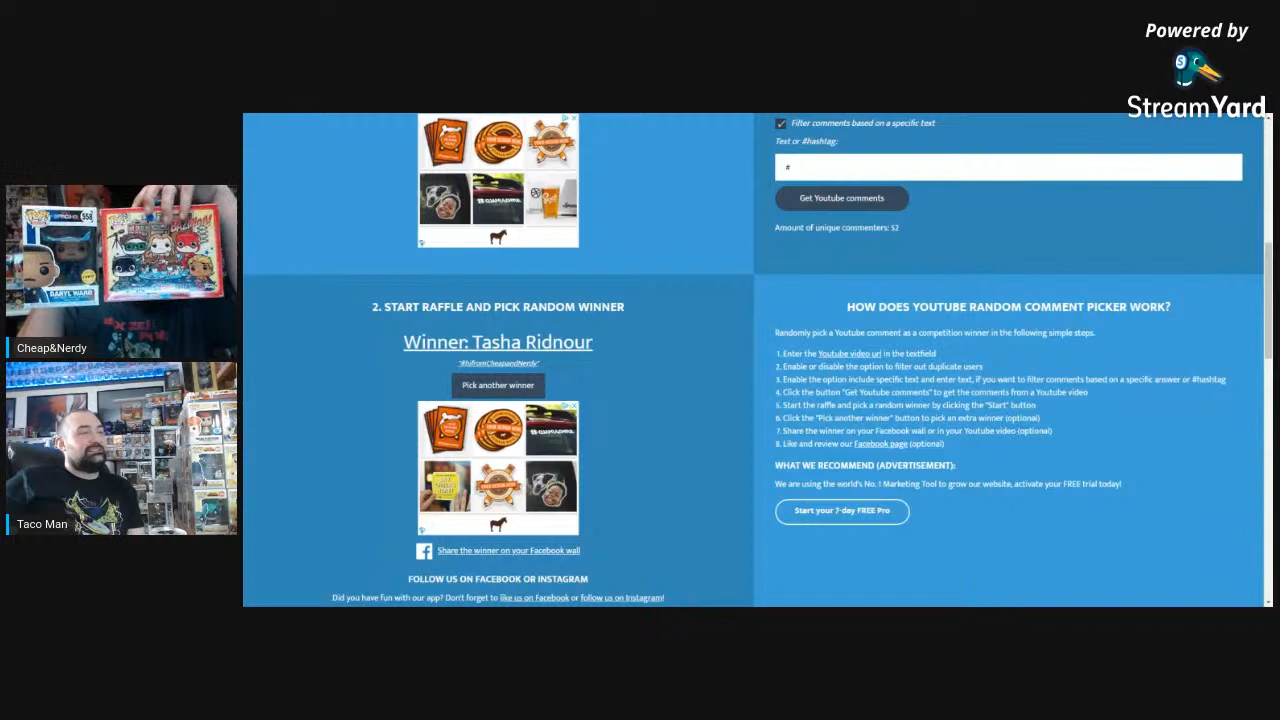 Powered by
StreamYard
Filter comments based on a specific text
Text or #hashtag:
#
Get Youtube comments
Amount of unique commenters: 52
558
DARYL WARD
Cheap&Nerdy
Taco Man
2. START RAFFLE AND PICK RANDOM WINNER
Winner: Tasha Ridnour
"#hifromCheapandNerdy"
Pick another winner
Share the winner on your Facebook wall
FOLLOW US ON FACEBOOK OR INSTAGRAM
Did you have fun with our app? Don't forget to like us on Facebook or follow us on Instagram!
HOW DOES YOUTUBE RANDOM COMMENT PICKER WORK?
Randomly pick a Youtube comment as a competition winner in the following simple steps.
1. Enter the Youtube video url in the textfield
2. Enable or disable the option to filter out duplicate users
3. Enable the option include specific text and enter text, if you want to filter comments based on a specific answer or #hashtag
4. Click the button "Get Youtube comments" to get the comments from a Youtube video
5. Start the raffle and pick a random winner by clicking the "Start" button
6. Click the "Pick another winner" button to pick an extra winner (optional)
7. Share the winner on your Facebook wall or in your Youtube video (optional)
8. Like and review our Facebook page (optional)
WHAT WE RECOMMEND (ADVERTISEMENT):
We are using the world's No. 1 Marketing Tool to grow our website, activate your FREE trial today!
Start your 7-day FREE Pro